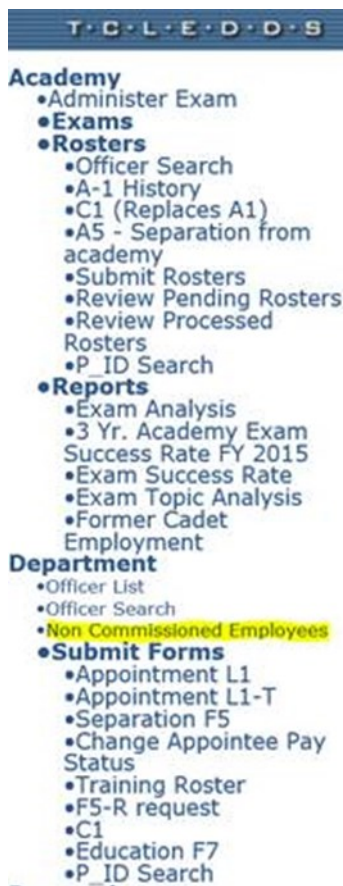 T·C·L·E·D·D·S
Academy
•Administer Exam
•Exams
•Rosters
•Officer Search
•A-1 History
•C1 (Replaces A1)
•A5 - Separation from
academy
•Submit Rosters
•Review Pending Rosters
•Review Processed
Rosters
•P_ID Search
•Reports
•Exam Analysis
•3 Yr. Academy Exam
Success Rate FY 2015
•Exam Success Rate
•Exam Topic Analysis
•Former Cadet
Employment
Department
•Officer List
•Officer Search
•Non Commissioned Employees
•Submit Forms
•Appointment L1
•Appointment L1-T
•Separation F5
•Change Appointee Pay
Status
•Training Roster
•F5-R request
•C1
•Education F7
•P_ID Search